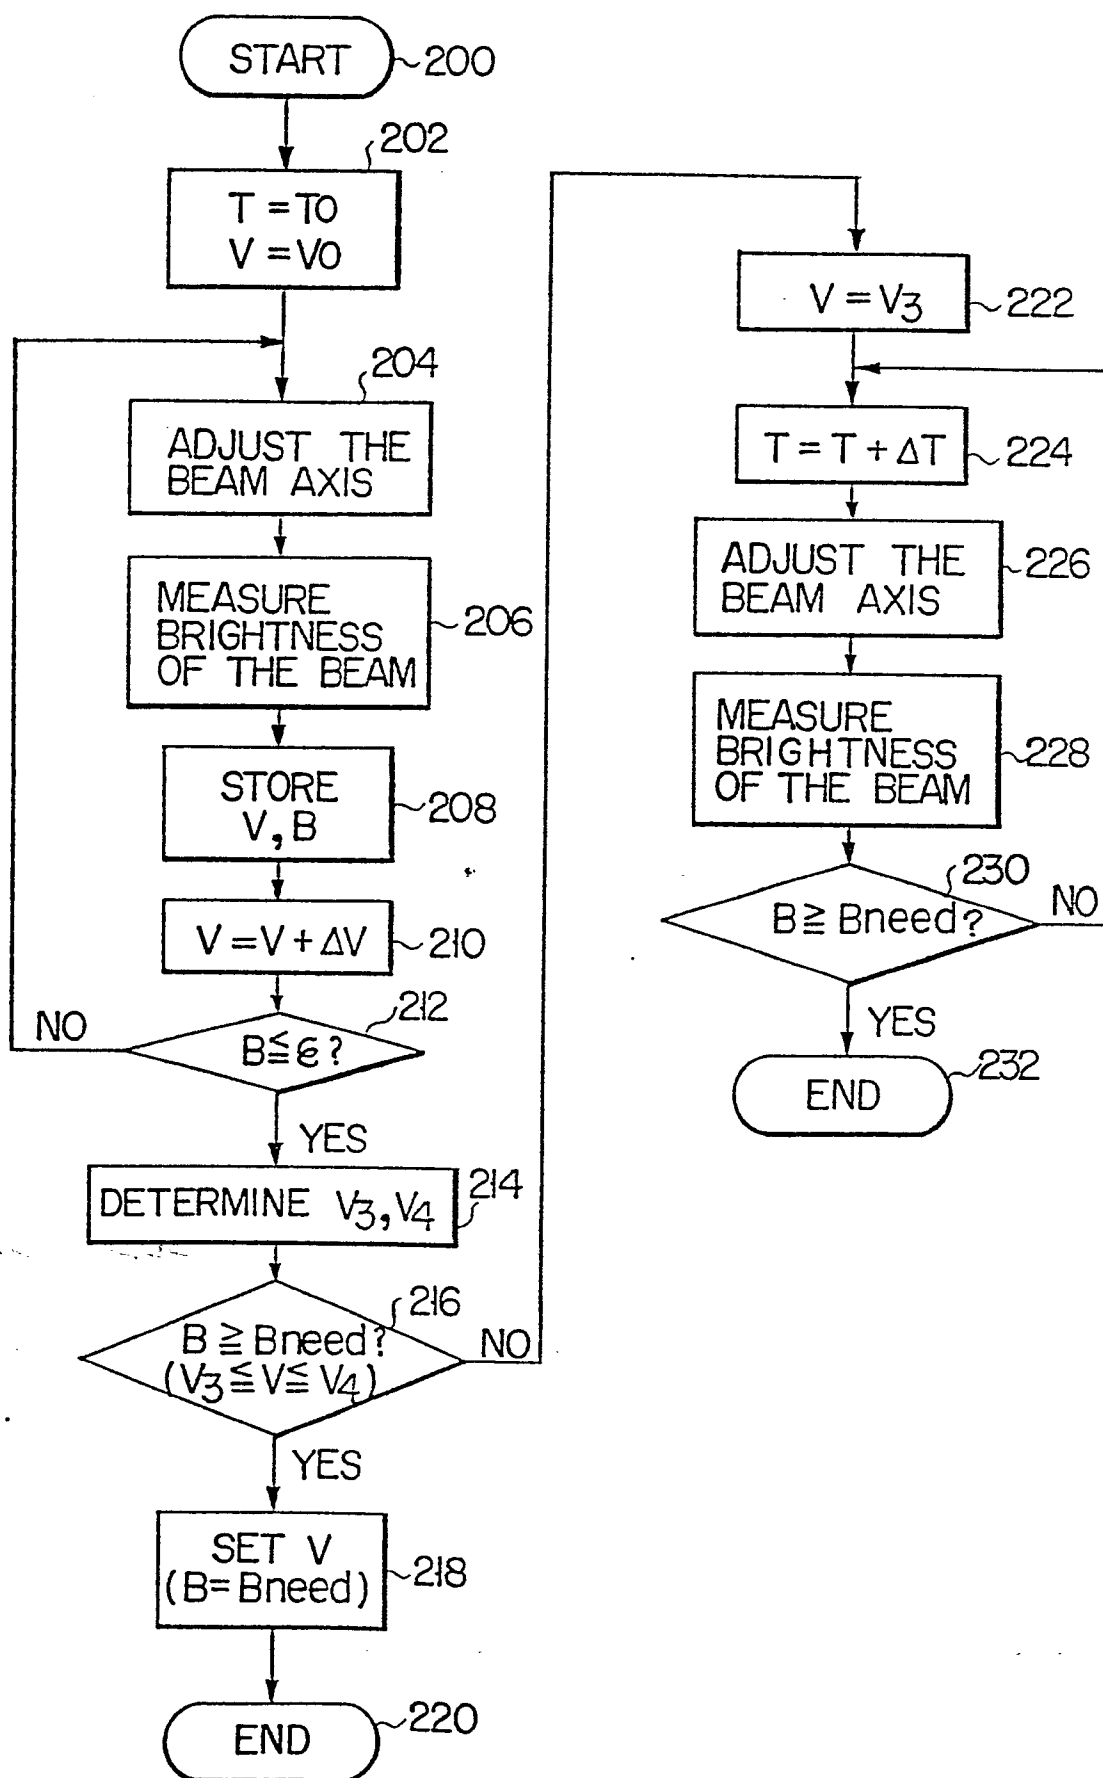 START
200
202
T = TO
V = VO
204
ADJUST THE
BEAM AXIS
MEASURE
BRIGHTNESS
OF THE BEAM
206
STORE
V, B
208
V = V + ΔV
210
212
B ≦ ϵ ?
NO
YES
DETERMINE V3, V4
214
216
B ≧ Bneed?
(V3 ≦ V ≦ V4)
NO
YES
SET V
(B = Bneed)
218
END
220
V = V3
222
T = T + ΔT
224
ADJUST THE
BEAM AXIS
226
MEASURE
BRIGHTNESS
OF THE BEAM
228
230
B ≧ Bneed?
NO
YES
END
232